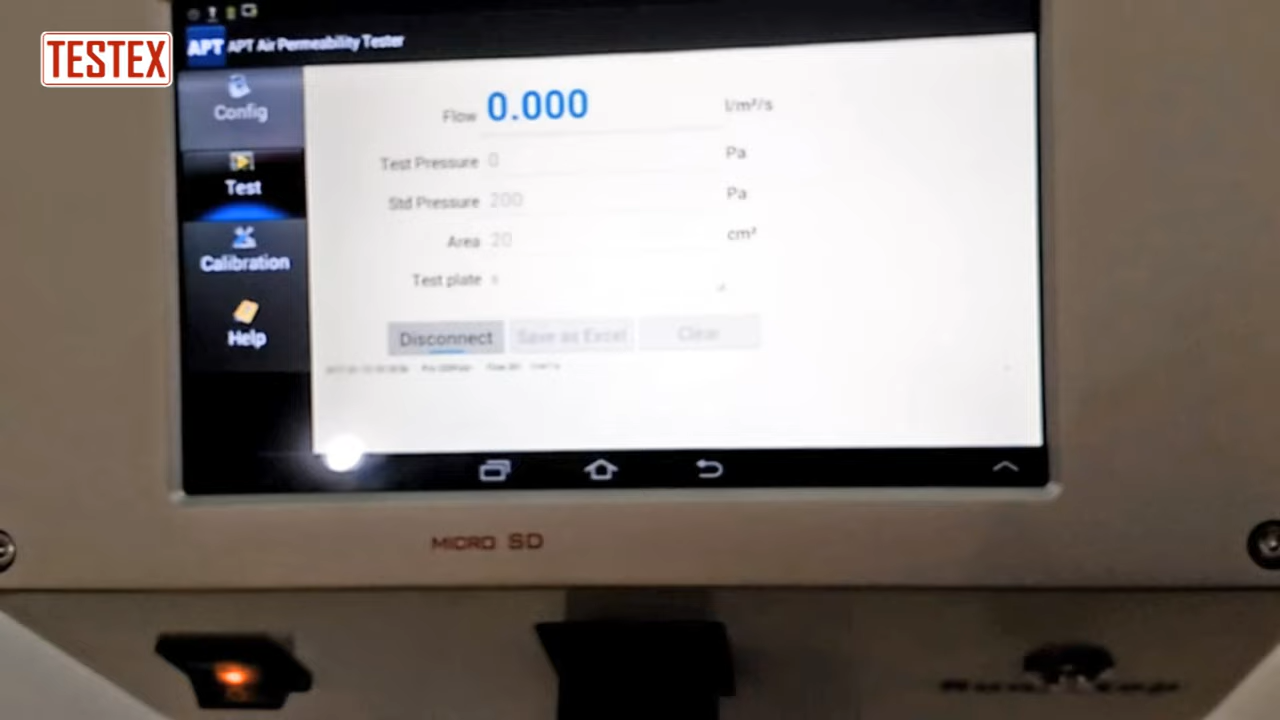 TESTEX
APT APT Air Permeability Tester
Config
Test
Calibration
Help
Flow 0.000 l/m²/s
Test Pressure 0 Pa
Std Pressure 200 Pa
Area 20 cm²
Test plate
Disconnect Save as Excel Clear
MICRO SD